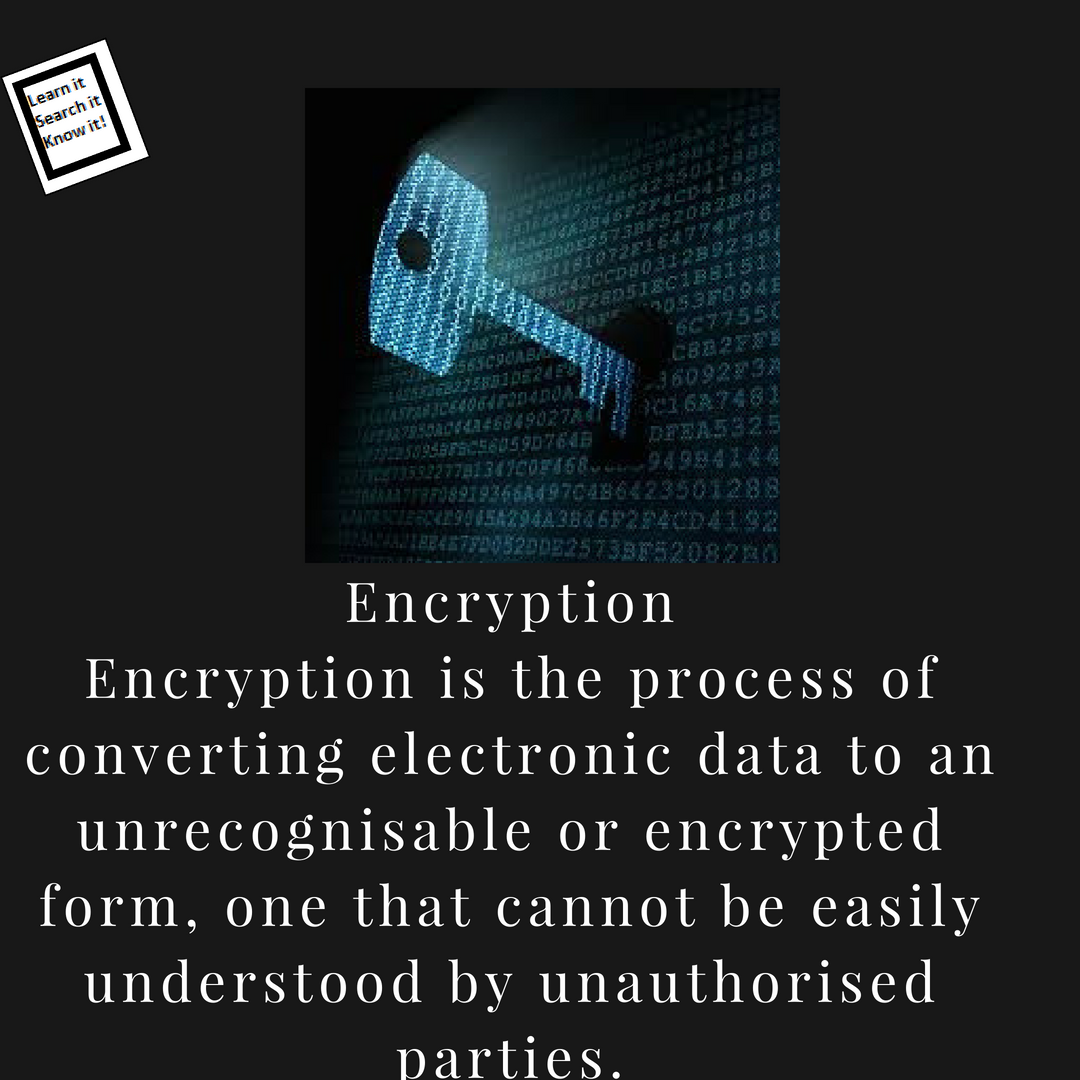 Learn it
Search it
Know it!
Encryption
Encryption is the process of
converting electronic data to an
unrecognisable or encrypted
form, one that cannot be easily
understood by unauthorised
parties.